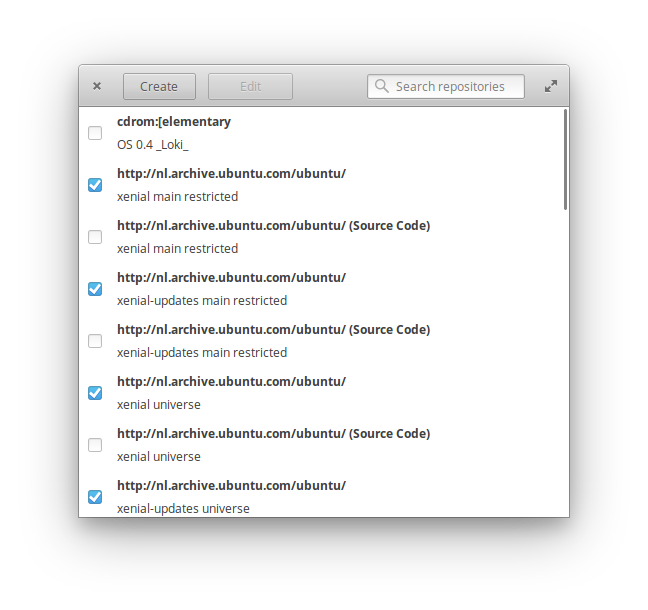 Create
Edit
Search repositories
cdrom:[elementary
OS 0.4 _Loki_
http://nl.archive.ubuntu.com/ubuntu/
xenial main restricted
http://nl.archive.ubuntu.com/ubuntu/ (Source Code)
xenial main restricted
http://nl.archive.ubuntu.com/ubuntu/
xenial-updates main restricted
http://nl.archive.ubuntu.com/ubuntu/ (Source Code)
xenial-updates main restricted
http://nl.archive.ubuntu.com/ubuntu/
xenial universe
http://nl.archive.ubuntu.com/ubuntu/ (Source Code)
xenial universe
http://nl.archive.ubuntu.com/ubuntu/
xenial-updates universe